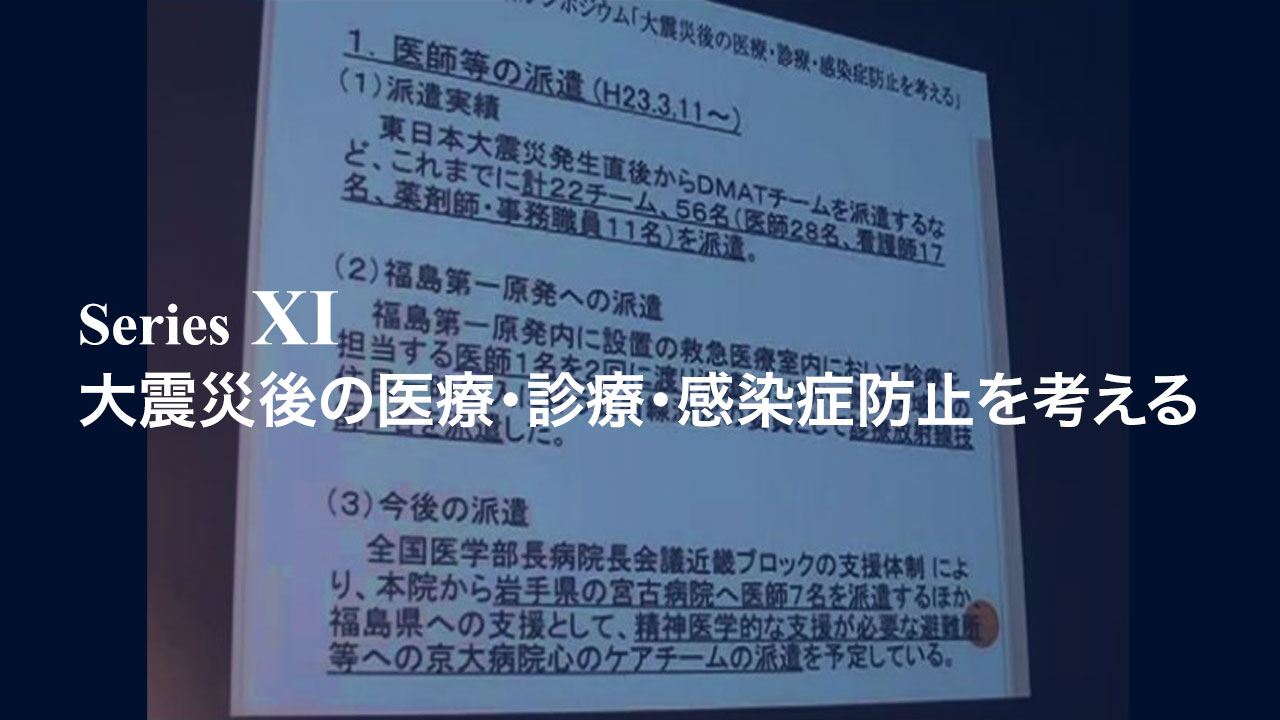 シンポジウム「大震災後の医療・診療・感染症防止を考える」
1. 医師等の派遣(H23.3.11～)
(1)派遣実績
東日本大震災発生直後からDMATチームを派遣するな
ど、これまでに計22チーム、56名(医師28名、看護師17
名、薬剤師・事務職員11名)を派遣。
(2)福島第一原発への派遣
福島第一原発内に設置の救急医療室内において診療を
Series XI
担当する医師1名を2回に渡り
大震災後の医療・診療・感染症防止を考える
診療放射線技
を派遣した。
(3)今後の派遣
全国医学部長病院長会議近畿ブロックの支援体制 によ
り、本院から岩手県の宮古病院へ医師7名を派遣するほか、
福島県への支援として、精神医学的な支援が必要な避難所
等への京大病院心のケアチームの派遣を予定している。